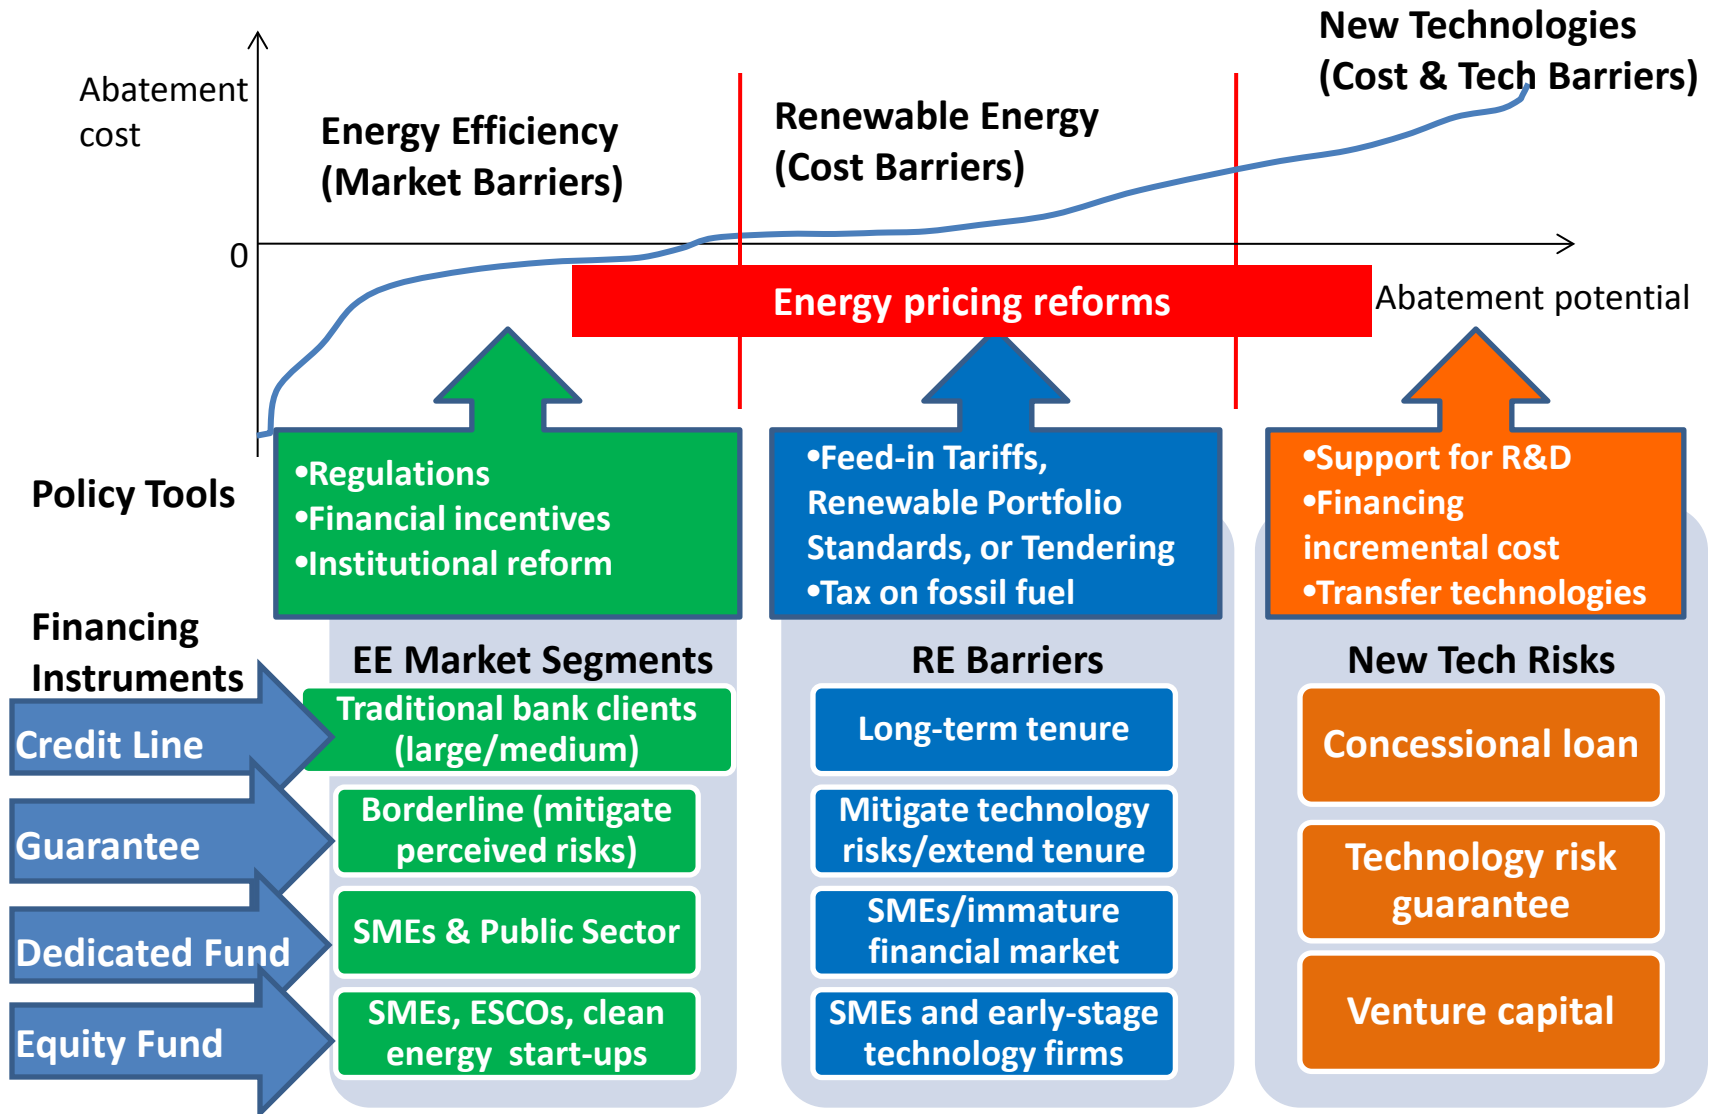 New Technologies
(Cost & Tech Barriers)
Abatement
cost
Energy Efficiency
(Market Barriers)
Renewable Energy
(Cost Barriers)
0
Energy pricing reforms
Abatement potential
Policy Tools
•Regulations
•Financial incentives
•Institutional reform
•Feed-in Tariffs,
Renewable Portfolio
Standards, or Tendering
•Tax on fossil fuel
•Support for R&D
•Financing
incremental cost
•Transfer technologies
Financing
Instruments
EE Market Segments
RE Barriers
New Tech Risks
Credit Line
Traditional bank clients
(large/medium)
Long-term tenure
Concessional loan
Guarantee
Borderline (mitigate
perceived risks)
Mitigate technology
risks/extend tenure
Technology risk
guarantee
Dedicated Fund
SMEs & Public Sector
SMEs/immature
financial market
Venture capital
Equity Fund
SMEs, ESCOs, clean
energy  start-ups
SMEs and early-stage
technology firms